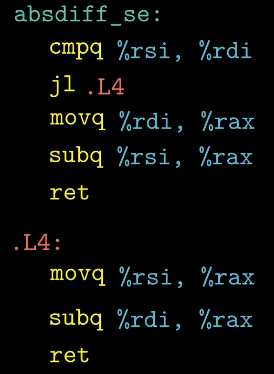 absdiff_se:
cmpq %rsi, %rdi
jl .L4
movq %rdi, %rax
subq %rsi, %rax
ret
.L4:
movq %rsi, %rax
subq %rdi, %rax
ret